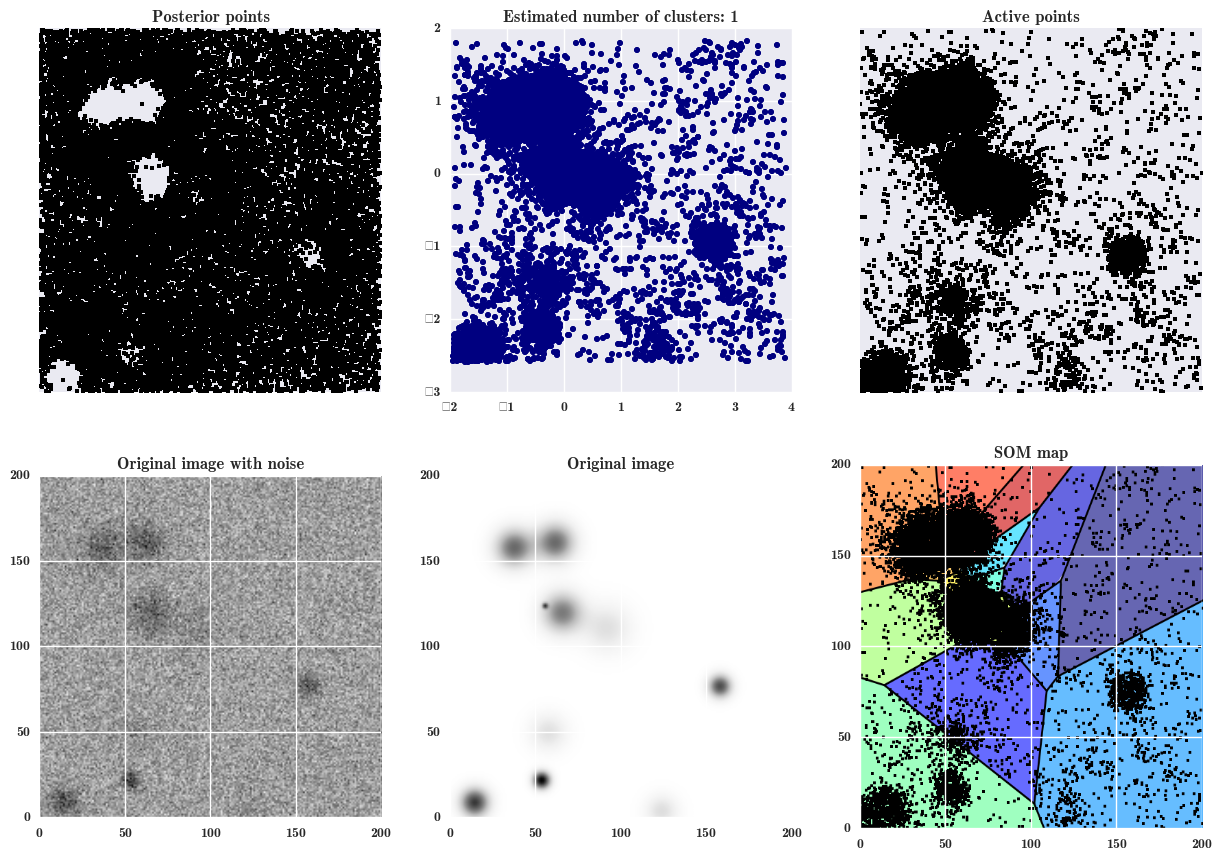 Posterior points
Estimated number of clusters: 1
Active points
2
1
0
□1
□2
□3
□2 □1 0 1 2 3 4
Original image with noise
Original image
SOM map
200
150
100
50
0
0 50 100 150 200
200
150
100
50
0
0 50 100 150 200
200
150
100
50
0
0 50 100 150 200